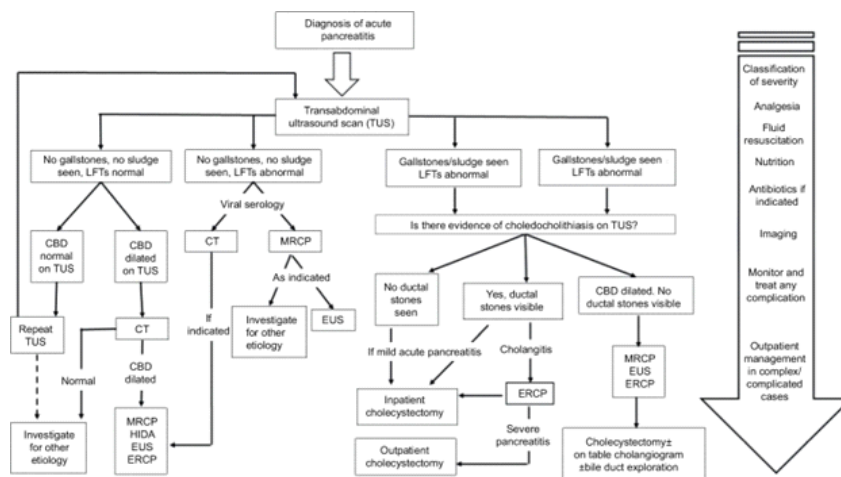 Diagnosis of acute
pancreatitis
Transabdominal
ultrasound scan (TUS)
No gallstones, no sludge
seen, LFTs normal
No gallstones, no sludge
seen, LFTs abnormal
Gallstones/sludge seen
LFTs abnormal
Gallstones/sludge seen
LFTs abnormal
Viral serology
Is there evidence of choledocholithiasis on TUS?
CBD
normal
on TUS
CBD
dilated
on TUS
CT
MRCP
As indicated
No ductal
stones
seen
Yes, ductal
stones visible
CBD dilated. No
ductal stones visible
Repeat
TUS
CT
If
indicated
Investigate
for other
etiology
EUS
If mild acute pancreatitis
Cholangitis
MRCP
EUS
ERCP
Normal
CBD
dilated
Inpatient
cholecystectomy
ERCP
Investigate
for other
etiology
MRCP
HIDA
EUS
ERCP
Severe
pancreatitis
Outpatient
cholecystectomy
Cholecystectomy±
on table cholangiogram
±bile duct exploration
Classification
of severity
Analgesia
Fluid
resuscitation
Nutrition
Antibiotics if
indicated
Imaging
Monitor and
treat any
complication
Outpatient
management
in complex/
complicated
cases